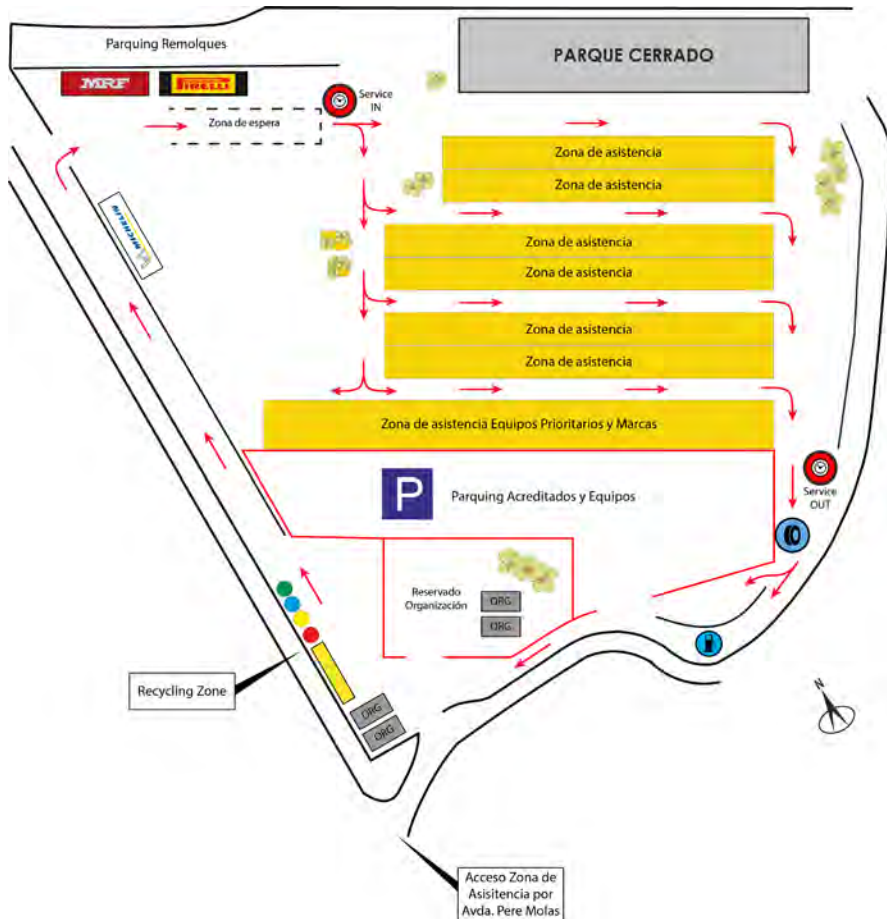 Parquing Remolques
PARQUE CERRADO
MRF
PIRELLI
Service
IN
Zona de espera
Zona de asistencia
Zona de asistencia
MICHELIN
Zona de asistencia
Zona de asistencia
Zona de asistencia
Zona de asistencia
Zona de asistencia Equipos Prioritarios y Marcas
P
Parquing Acreditados y Equipos
Service
OUT
Reservado
Organización
ORG
ORG
Recycling Zone
ORG
ORG
N
Acceso Zona de
Asisitencia por
Avda. Pere Molas